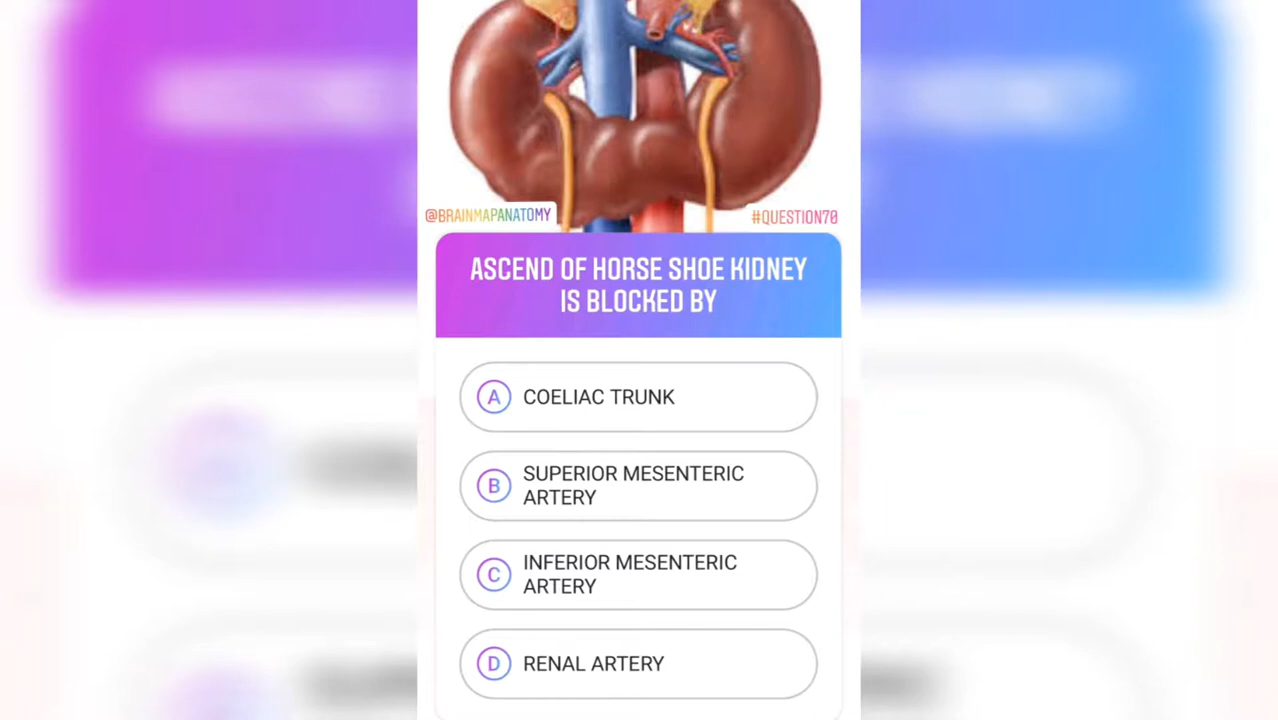 @BRAINMAPANATOMY
#QUESTION70
ASCEND OF HORSE SHOE KIDNEY
IS BLOCKED BY
A COELIAC TRUNK
B SUPERIOR MESENTERIC
ARTERY
C INFERIOR MESENTERIC
ARTERY
D RENAL ARTERY